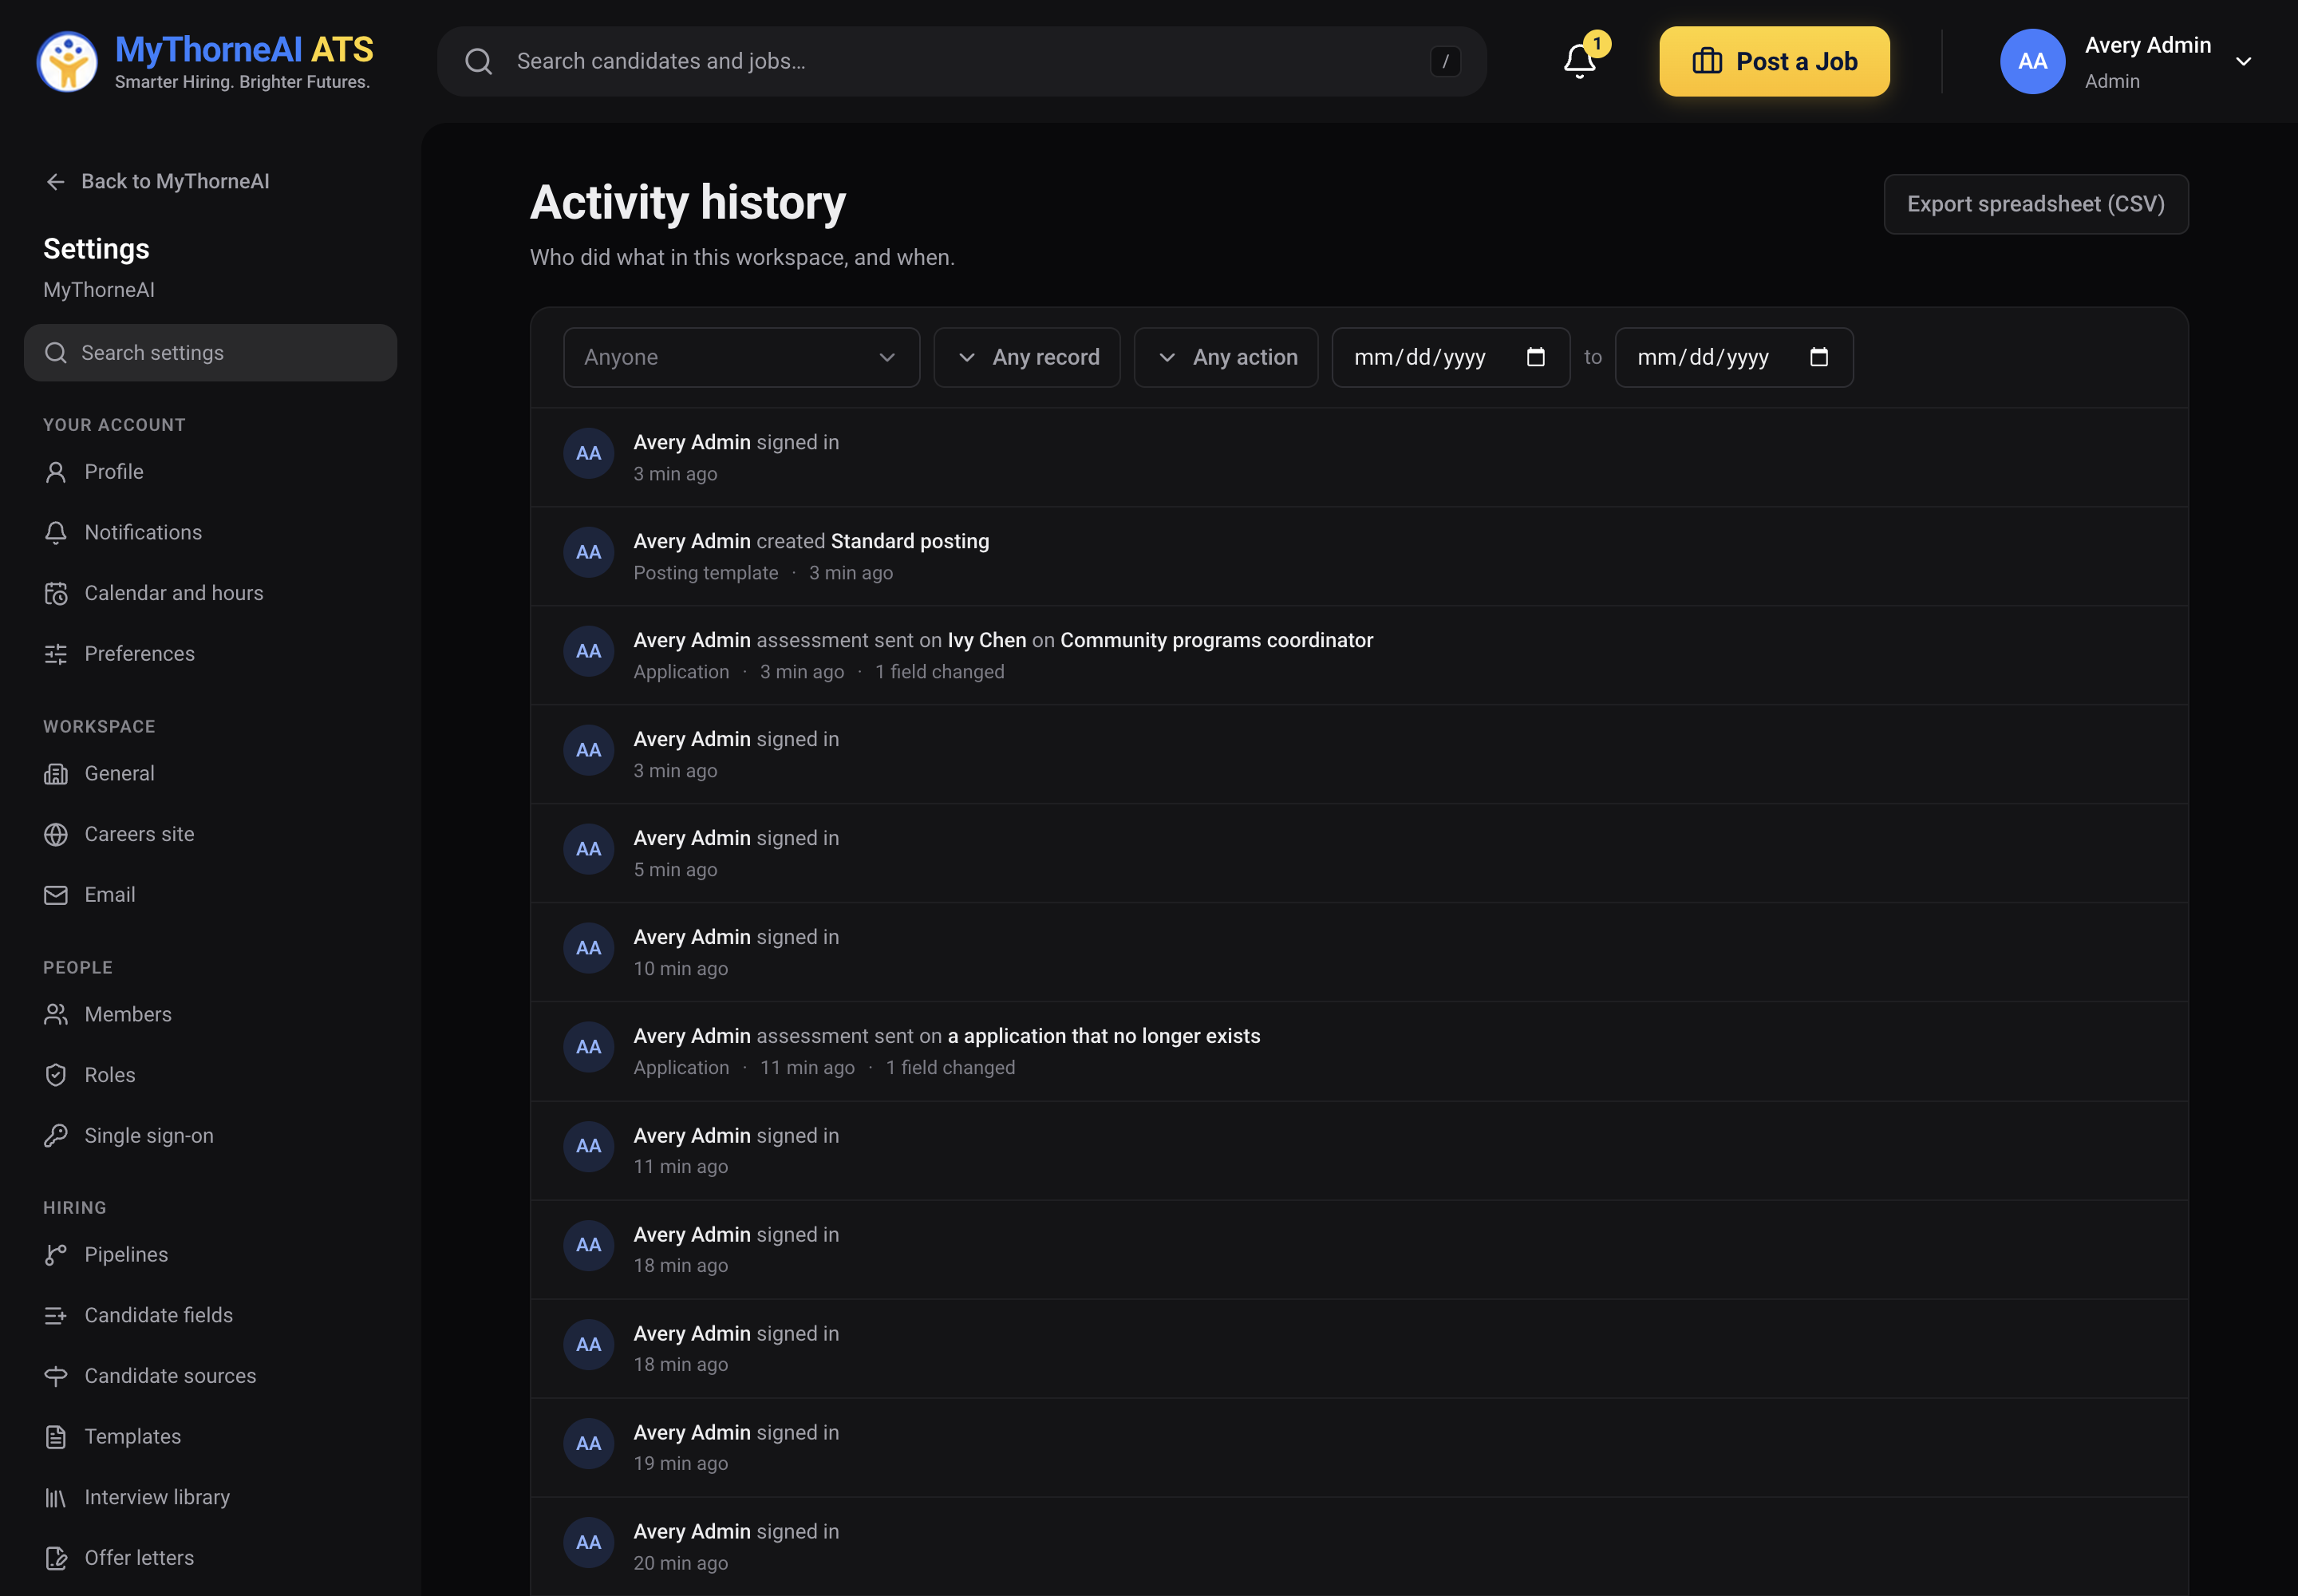 MyThorneAI ATS
Smarter Hiring. Brighter Futures.
Search candidates and jobs...
/
1
Post a Job
AA
Avery Admin
Admin
Back to MyThorneAI
Settings
MyThorneAI
Search settings
YOUR ACCOUNT
Profile
Notifications
Calendar and hours
Preferences
WORKSPACE
General
Careers site
Email
PEOPLE
Members
Roles
Single sign-on
HIRING
Pipelines
Candidate fields
Candidate sources
Templates
Interview library
Offer letters
Activity history
Who did what in this workspace, and when.
Export spreadsheet (CSV)
Anyone
Any record
Any action
mm/dd/yyyy
to
mm/dd/yyyy
AA
Avery Admin signed in
3 min ago
AA
Avery Admin created Standard posting
Posting template · 3 min ago
AA
Avery Admin assessment sent on Ivy Chen on Community programs coordinator
Application · 3 min ago · 1 field changed
AA
Avery Admin signed in
3 min ago
AA
Avery Admin signed in
5 min ago
AA
Avery Admin signed in
10 min ago
AA
Avery Admin assessment sent on a application that no longer exists
Application · 11 min ago · 1 field changed
AA
Avery Admin signed in
11 min ago
AA
Avery Admin signed in
18 min ago
AA
Avery Admin signed in
18 min ago
AA
Avery Admin signed in
19 min ago
AA
Avery Admin signed in
20 min ago